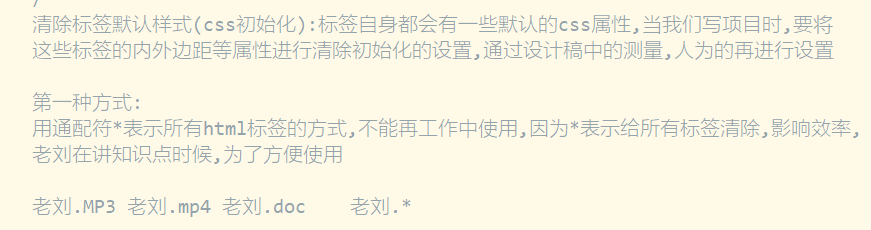 /
清除标签默认样式(css初始化):标签自身都会有一些默认的css属性,当我们写项目时,要将
这些标签的内外边距等属性进行清除初始化的设置,通过设计稿中的测量,人为的再进行设置
第一种方式:
用通配符*表示所有html标签的方式,不能再工作中使用,因为*表示给所有标签清除,影响效率,
老刘在讲知识点时候,为了方便使用
老刘.MP3 老刘.mp4 老刘.doc 老刘.*